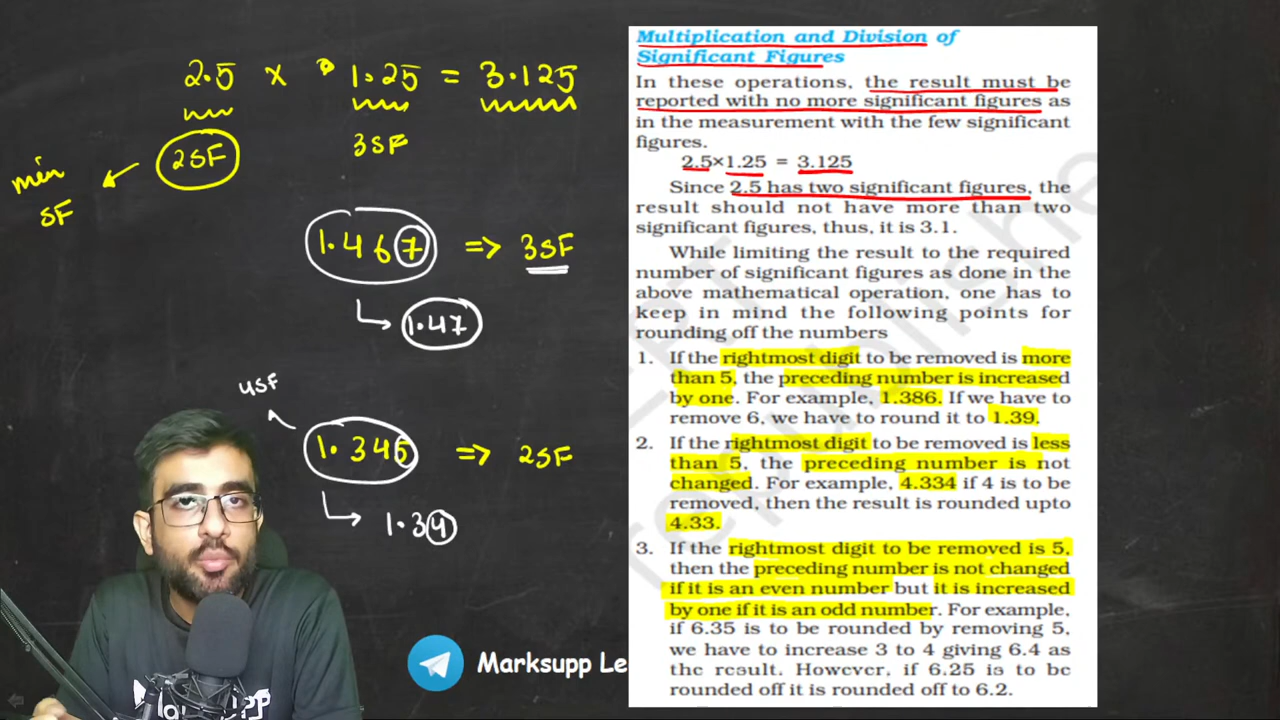 2.5 x 1.25 = 3.125
2SF
3SF
min
SF
1.467 => 3SF
1.47
4SF
1.345 => 2SF
1.34
Marksupp Le
Multiplication and Division of
Significant Figures
In these operations, the result must be
reported with no more significant figures as
in the measurement with the few significant
figures.
2.5×1.25 = 3.125
Since 2.5 has two significant figures, the
result should not have more than two
significant figures, thus, it is 3.1.
While limiting the result to the required
number of significant figures as done in the
above mathematical operation, one has to
keep in mind the following points for
rounding off the numbers
1. If the rightmost digit to be removed is more
than 5, the preceding number is increased
by one. For example, 1.386. If we have to
remove 6, we have to round it to 1.39.
2. If the rightmost digit to be removed is less
than 5, the preceding number is not
changed. For example, 4.334 if 4 is to be
removed, then the result is rounded upto
4.33.
3. If the rightmost digit to be removed is 5,
then the preceding number is not changed
if it is an even number but it is increased
by one if it is an odd number. For example,
if 6.35 is to be rounded by removing 5,
we have to increase 3 to 4 giving 6.4 as
the result. However, if 6.25 is to be
rounded off it is rounded off to 6.2.